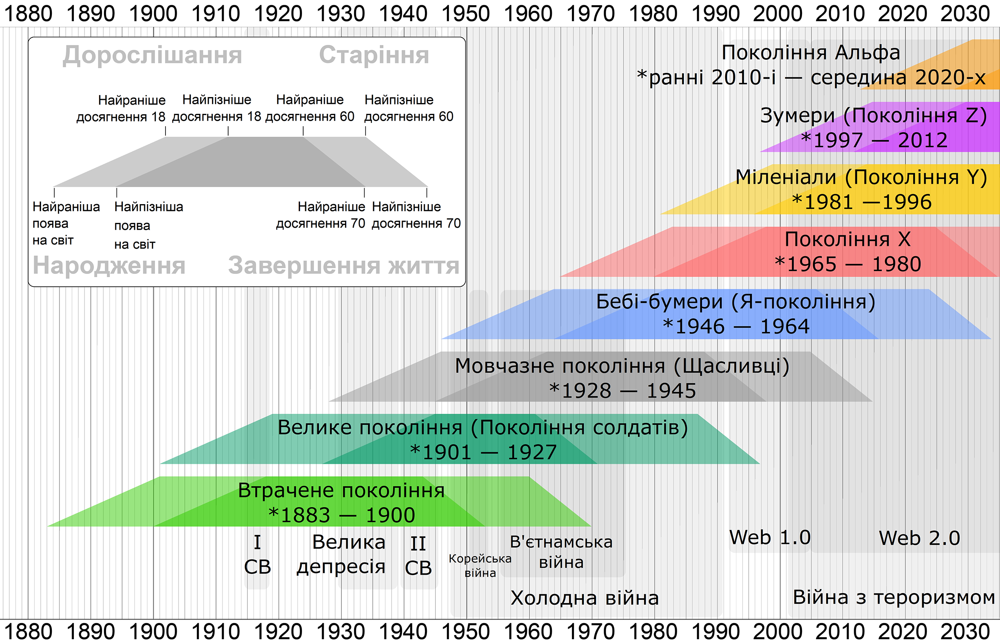 1880 1890 1900 1910 1920 1930 1940 1950 1960 1970 1980 1990 2000 2010 2020 2030
Дорослішання
Старіння
Найраніше
досягнення 18
Найпізніше
досягнення 18
Найраніше
досягнення 60
Найпізніше
досягнення 60
Найраніша
поява
на світ
Найпізніша
поява
на світ
Найраніше
досягнення 70
Найпізніше
досягнення 70
Народження
Завершення життя
Покоління Альфа
*ранні 2010-і — середина 2020-х
Зумери (Покоління Z)
*1997 — 2012
Міленіали (Покоління Y)
*1981 —1996
Покоління X
*1965 — 1980
Бебі-бумери (Я-покоління)
*1946 — 1964
Мовчазне покоління (Щасливці)
*1928 — 1945
Велике покоління (Покоління солдатів)
*1901 — 1927
Втрачене покоління
*1883 — 1900
I
СВ
Велика
депресія
II
СВ
Корейська
війна
В'єтнамська
війна
Web 1.0
Web 2.0
Холодна війна
Війна з тероризмом
1880 1890 1900 1910 1920 1930 1940 1950 1960 1970 1980 1990 2000 2010 2020 2030